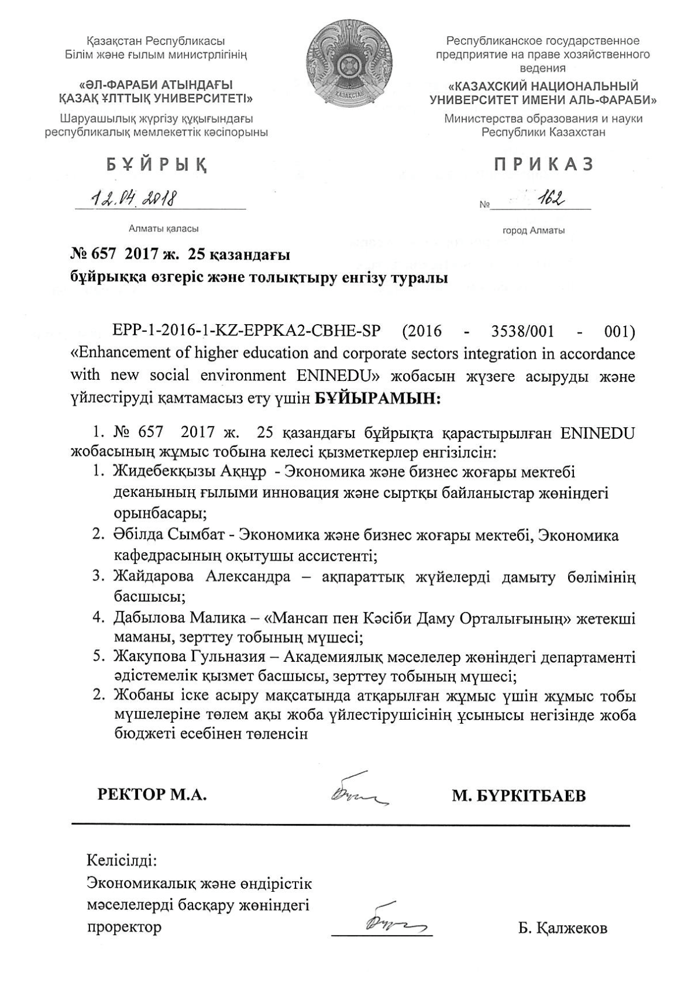 Қазақстан Республикасы
Білім және ғылым министрлігінің
«ӘЛ-ФАРАБИ АТЫНДАҒЫ
ҚАЗАҚ ҰЛТТЫҚ УНИВЕРСИТЕТІ»
Шаруашылық жүргізу құқығындағы
республикалық мемлекеттік кәсіпорыны
БҰЙРЫҚ
12.04.2018
Алматы қаласы
ҚАЗАҚСТАН
Республиканское государственное
предприятие на праве хозяйственного
ведения
«КАЗАХСКИЙ НАЦИОНАЛЬНЫЙ
УНИВЕРСИТЕТ ИМЕНИ АЛЬ-ФАРАБИ»
Министерства образования и науки
Республики Казахстан
ПРИКАЗ
№ 162
город Алматы
№ 657 2017 ж. 25 қазандағы
бұйрыққа өзгеріс және толықтыру енгізу туралы
EPP-1-2016-1-KZ-EPPKA2-CBHE-SP (2016 - 3538/001 - 001)
«Enhancement of higher education and corporate sectors integration in accordance
with new social environment ENINEDU» жобасын жүзеге асыруды және
үйлестіруді қамтамасыз ету үшін БҰЙЫРАМЫН:
1. № 657 2017 ж. 25 қазандағы бұйрықта қарастырылған ENINEDU
жобасының жұмыс тобына келесі қызметкерлер енгізілсін:
1. Жидебекқызы Ақнұр - Экономика және бизнес жоғары мектебі
деканының ғылыми инновация және сыртқы байланыстар жөніндегі
орынбасары;
2. Әбілда Сымбат - Экономика және бизнес жоғары мектебі, Экономика
кафедрасының оқытушы ассистенті;
3. Жайдарова Александра – ақпараттық жүйелерді дамыту бөлімінің
басшысы;
4. Дабылова Малика – «Мансап пен Кәсіби Даму Орталығының» жетекші
маманы, зерттеу тобының мүшесі;
5. Жакупова Гульназия – Академиялық мәселелер жөніндегі департаменті
әдістемелік қызмет басшысы, зерттеу тобының мүшесі;
2. Жобаны іске асыру мақсатында атқарылған жұмыс үшін жұмыс тобы
мүшелеріне төлем ақы жоба үйлестірушісінің ұсынысы негізінде жоба
бюджеті есебінен төленсін
РЕКТОР М.А. М. БҮРКІТБАЕВ
Келісілді:
Экономикалық және өндірістік
мәселелерді басқару жөніндегі
проректор Б. Қалжеков